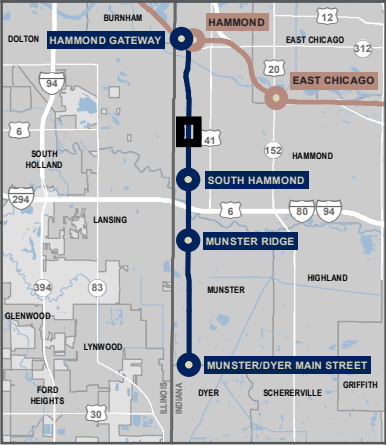 BURNHAM
HAMMOND
12
DOLTON
HAMMOND GATEWAY
EAST CHICAGO
312
20
94
EAST CHICAGO
6
41
152
SOUTH
HOLLAND
HAMMOND
SOUTH HAMMOND
294
6
80
94
LANSING
MUNSTER RIDGE
HIGHLAND
394
83
MUNSTER
GLENWOOD
LYNWOOD
MUNSTER/DYER MAIN STREET
FORD
HEIGHTS
30
ILLINOIS
INDIANA
DYER
SCHERERVILLE
GRIFFITH